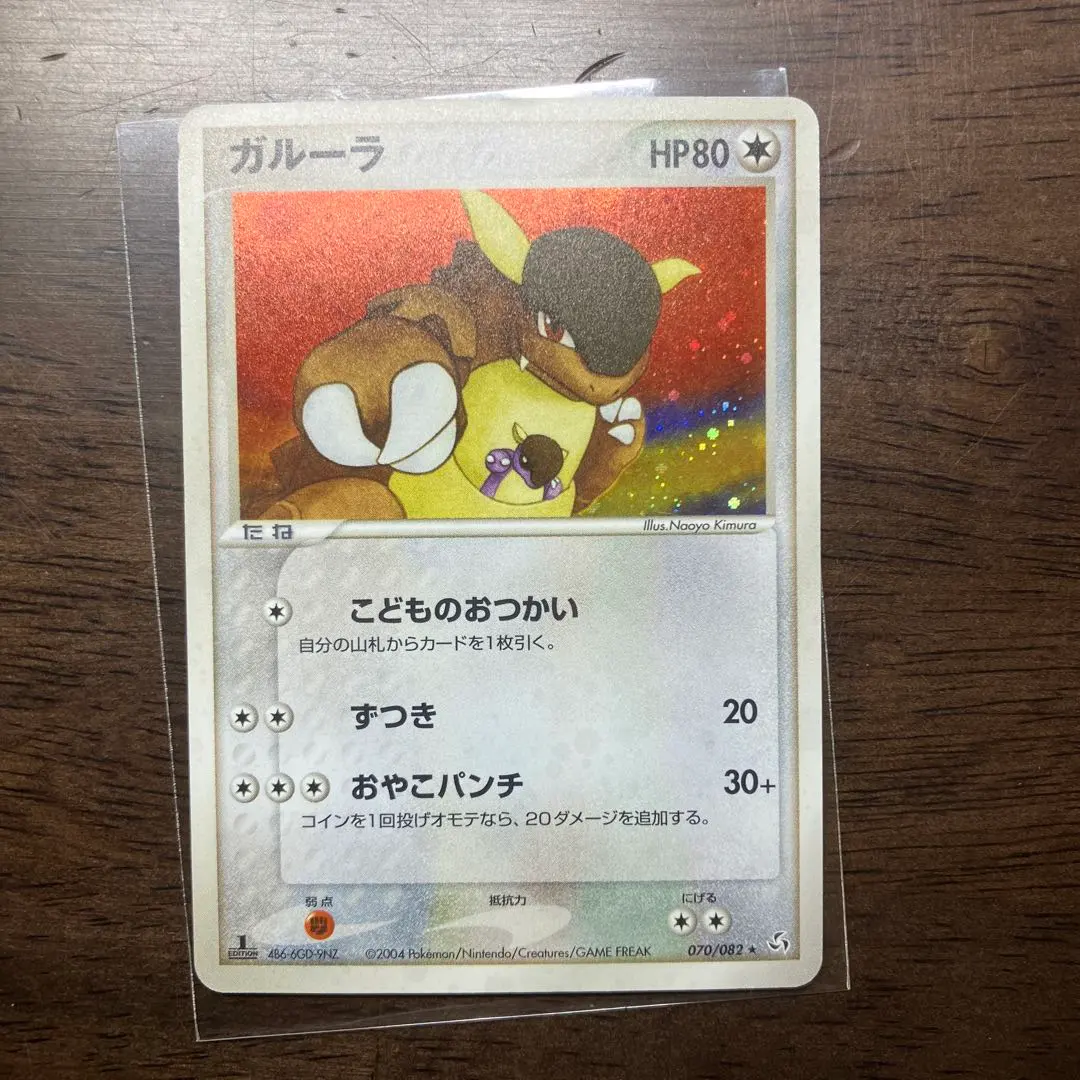 ガルーラ HP80
たね Illus.Naoyo Kimura
こどものおつかい
自分の山札からカードを1枚引く。
ずつき 20
おやこパンチ 30+
コインを1回投げオモテなら、20ダメージを追加する。
弱点 抵抗力 にげる
1 EDITION 4B6-6GD-9NZ ©2004 Pokémon/Nintendo/Creatures/GAME FREAK 070/082 ★